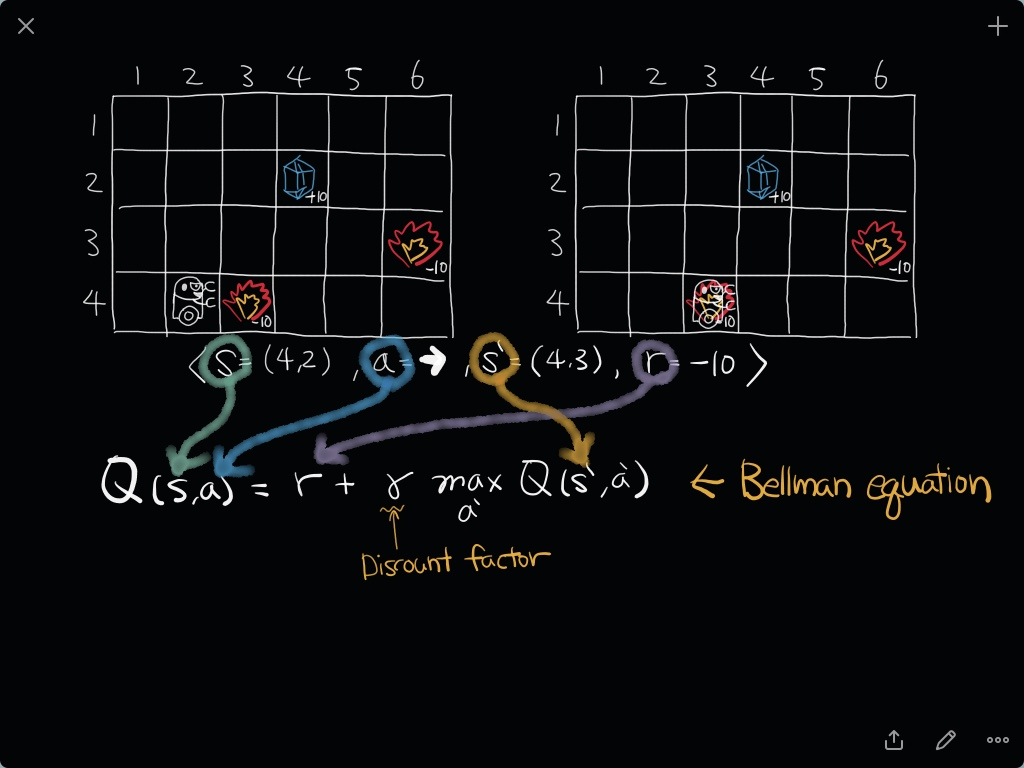 1 2 3 4 5 6 1 2 3 4 5 6
1 1
2 +10 2 +10
3 -10 3 -10
4 -10 4 -10
⟨s=(4,2), a=→, s`=(4,3), r=-10⟩
Q(s,a) = r + γ max Q(s`,a`) ← Bellman equation
a`
Discount factor